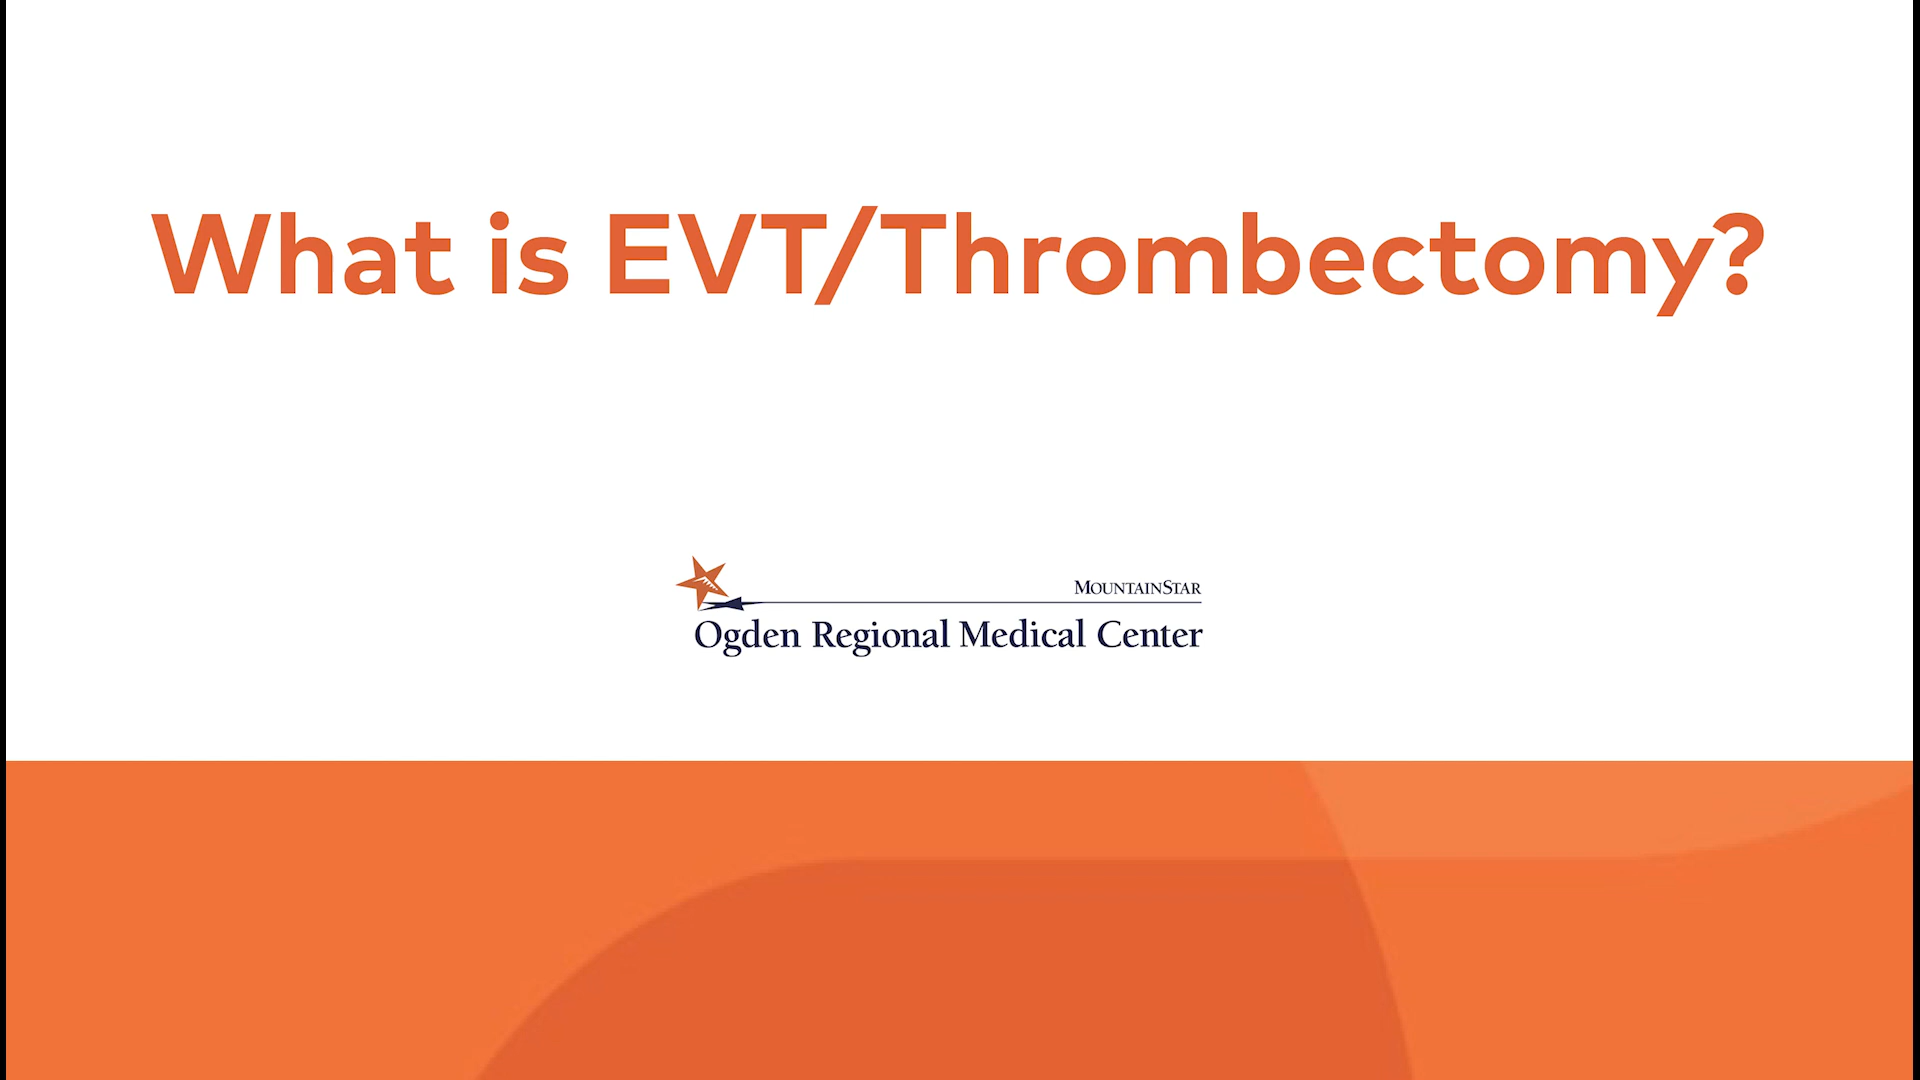 What is EVT/Thrombectomy?
MOUNTAINSTAR
Ogden Regional Medical Center